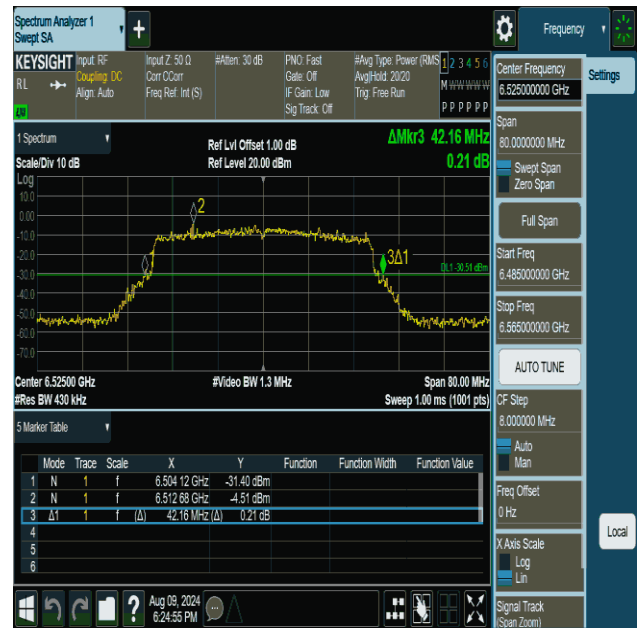 Spectrum Analyzer 1
Swept SA
Frequency
KEYSIGHT
RL
Input: RF
Coupling: DC
Align: Auto
Input Z: 50 Ω
Corr CCorr
Freq Ref: Int (S)
#Atten: 30 dB
PNO: Fast
Gate: Off
IF Gain: Low
Sig Track: Off
#Avg Type: Power (RMS
Avg|Hold: 20/20
Trig: Free Run
1 2 3 4 5 6
M W W W W W
P P P P P P
1 Spectrum
Scale/Div 10 dB
Ref Lvl Offset 1.00 dB
Ref Level 20.00 dBm
ΔMkr3 42.16 MHz
0.21 dB
Log
10.0
0.00
-10.0
-20.0
-30.0
-40.0
-50.0
-60.0
-70.0
2
1
3Δ1
DL1 -30.51 dBm
Center 6.52500 GHz
#Video BW 1.3 MHz
Span 80.00 MHz
#Res BW 430 kHz
Sweep 1.00 ms (1001 pts)
5 Marker Table
Mode Trace Scale X Y Function Function Width Function Value
1 N 1 f 6.504 12 GHz -31.40 dBm
2 N 1 f 6.512 68 GHz -4.51 dBm
3 Δ1 1 f (Δ) 42.16 MHz (Δ) 0.21 dB
4
5
6
Aug 09, 2024
6:24:55 PM
Center Frequency
6.525000000 GHz
Settings
Span
80.0000000 MHz
Swept Span
Zero Span
Full Span
Start Freq
6.485000000 GHz
Stop Freq
6.565000000 GHz
AUTO TUNE
CF Step
8.000000 MHz
Auto
Man
Freq Offset
0 Hz
X Axis Scale
Log
Lin
Local
Signal Track
(Span Zoom)